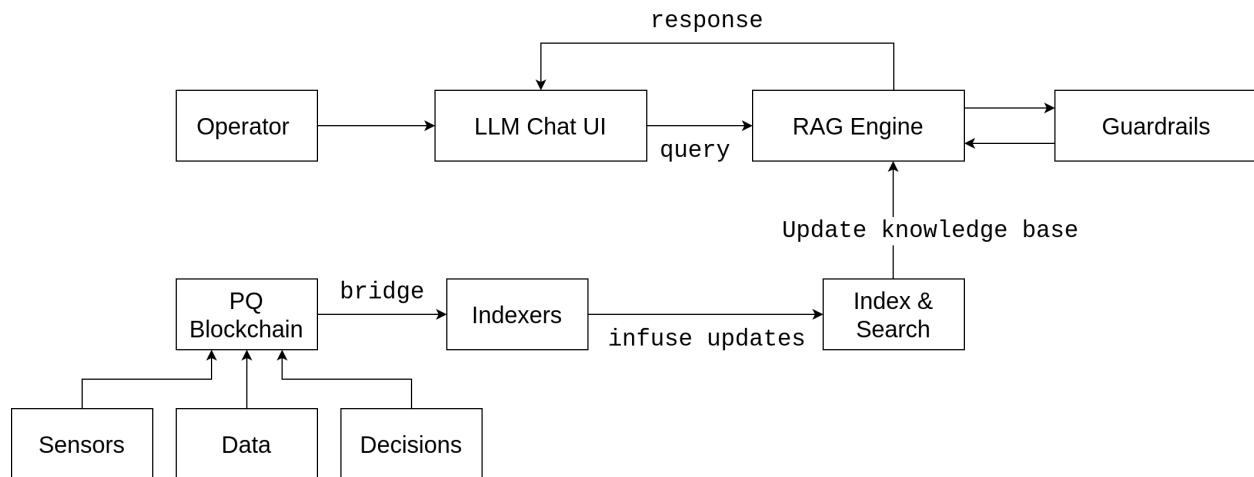 response
Operator
LLM Chat UI
RAG Engine
Guardrails
query
Update knowledge base
PQ
Blockchain
bridge
Indexers
infuse updates
Index &
Search
Sensors
Data
Decisions